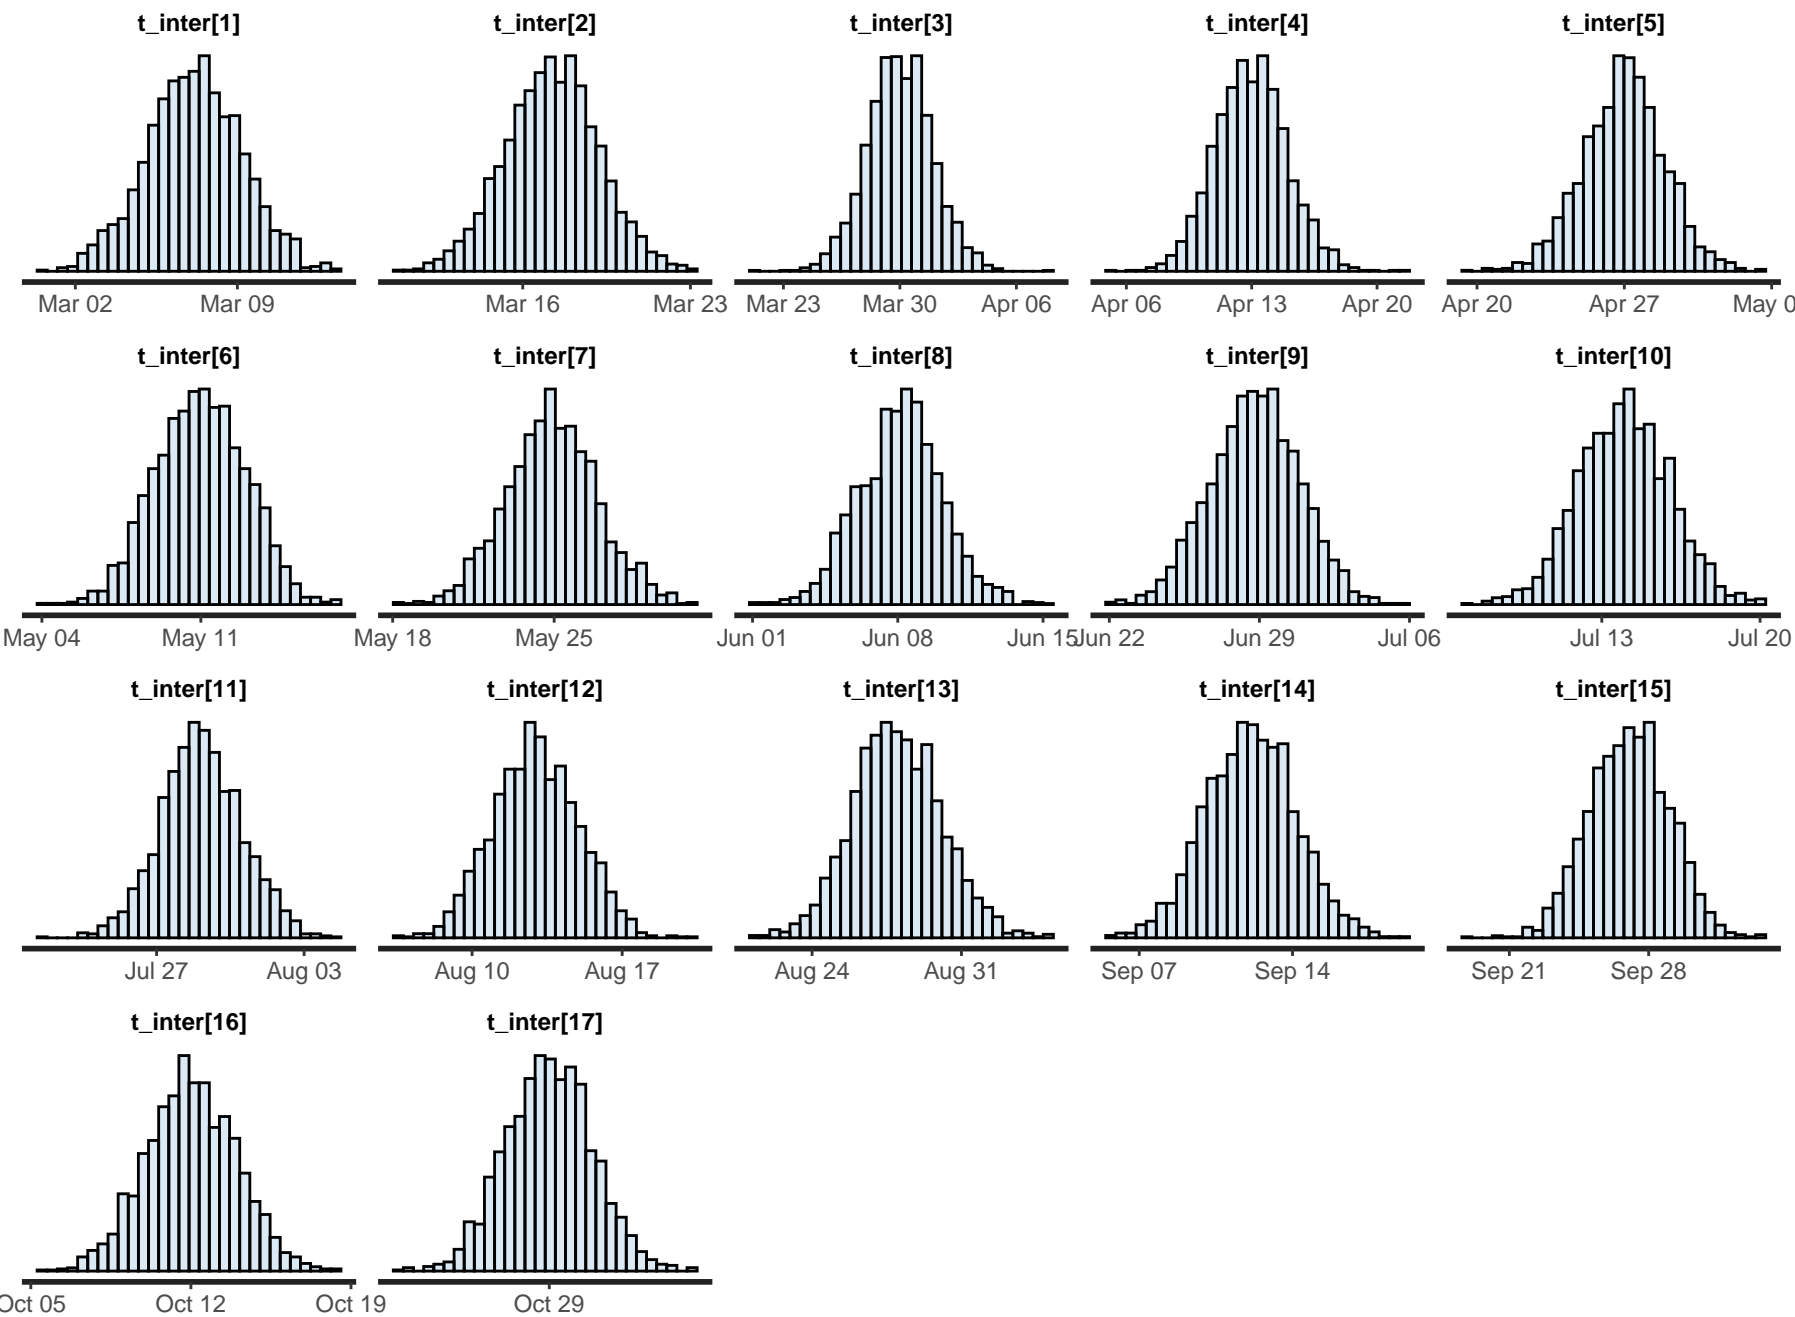 t_inter[1] t_inter[2] t_inter[3] t_inter[4] t_inter[5]
Mar 02 Mar 09 Mar 16 Mar 23 Mar 23 Mar 30 Apr 06 Apr 06 Apr 13 Apr 20 Apr 20 Apr 27 May 0
t_inter[6] t_inter[7] t_inter[8] t_inter[9] t_inter[10]
May 04 May 11 May 18 May 25 Jun 01 Jun 08 Jun 15 Jun 22 Jun 29 Jul 06 Jul 13 Jul 20
t_inter[11] t_inter[12] t_inter[13] t_inter[14] t_inter[15]
Jul 27 Aug 03 Aug 10 Aug 17 Aug 24 Aug 31 Sep 07 Sep 14 Sep 21 Sep 28
t_inter[16] t_inter[17]
Oct 05 Oct 12 Oct 19 Oct 29